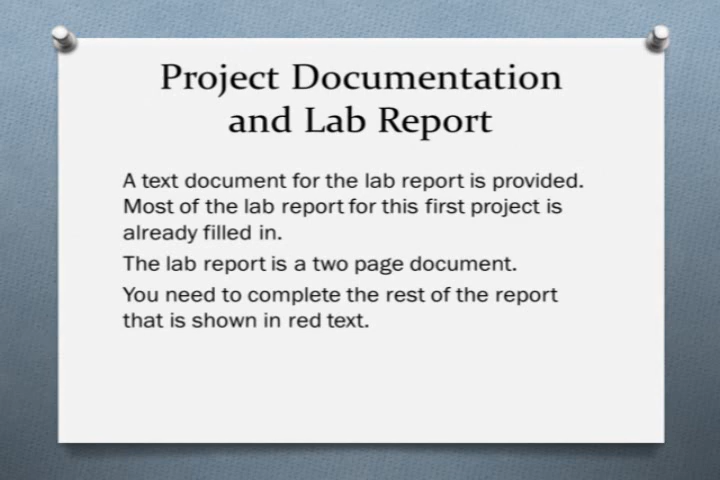 Project Documentation
and Lab Report
A text document for the lab report is provided.
Most of the lab report for this first project is
already filled in.
The lab report is a two page document.
You need to complete the rest of the report
that is shown in red text.